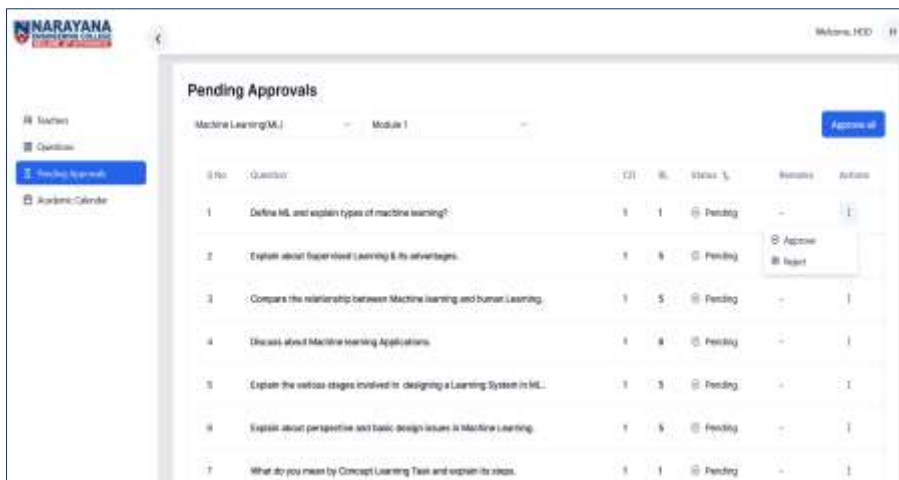 NARAYANA
ENGINEERING COLLEGE
Welcome, HOD H
Pending Approvals
Machine Learning(ML) Module 1 Approve all
Teachers
Questions
Pending Approvals
Academic Calendar
S No Question CO BL Status Remarks Actions
1 Define ML and explain types of machine learning? 1 1 Pending -
Approve
Reject
2 Explain about Supervised Learning & its advantages. 1 5 Pending
3 Compare the relationship between Machine learning and human Learning. 1 5 Pending -
4 Discuss about Machine learning Applications. 1 6 Pending -
5 Explain the various stages involved in designing a Learning System in ML. 1 5 Pending -
6 Explain about perspective and basic design issues in Machine Learning. 1 5 Pending -
7 What do you mean by Concept Learning Task and explain its steps. 1 1 Pending -